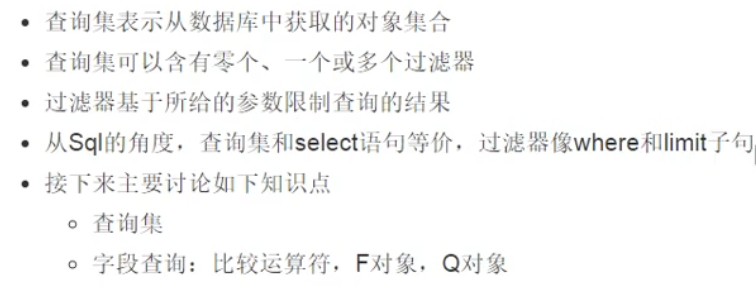 查询集表示从数据库中获取的对象集合
查询集可以含有零个、一个或多个过滤器
过滤器基于所给的参数限制查询的结果
从Sql的角度，查询集和select语句等价，过滤器像where和limit子句
接下来主要讨论如下知识点
查询集
字段查询：比较运算符，F对象，Q对象